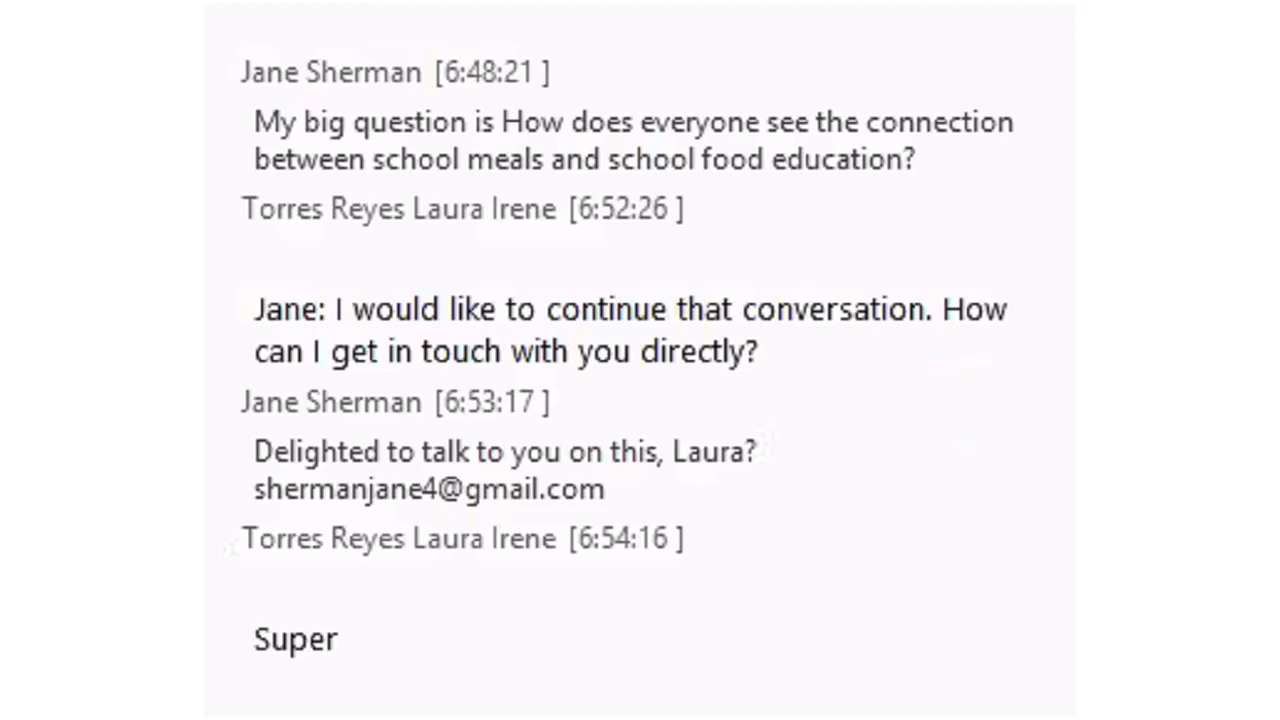 Jane Sherman [6:48:21 ]
My big question is How does everyone see the connection
between school meals and school food education?
Torres Reyes Laura Irene [6:52:26 ]
Jane: I would like to continue that conversation. How
can I get in touch with you directly?
Jane Sherman [6:53:17 ]
Delighted to talk to you on this, Laura?
shermanjane4@gmail.com
Torres Reyes Laura Irene [6:54:16 ]
Super